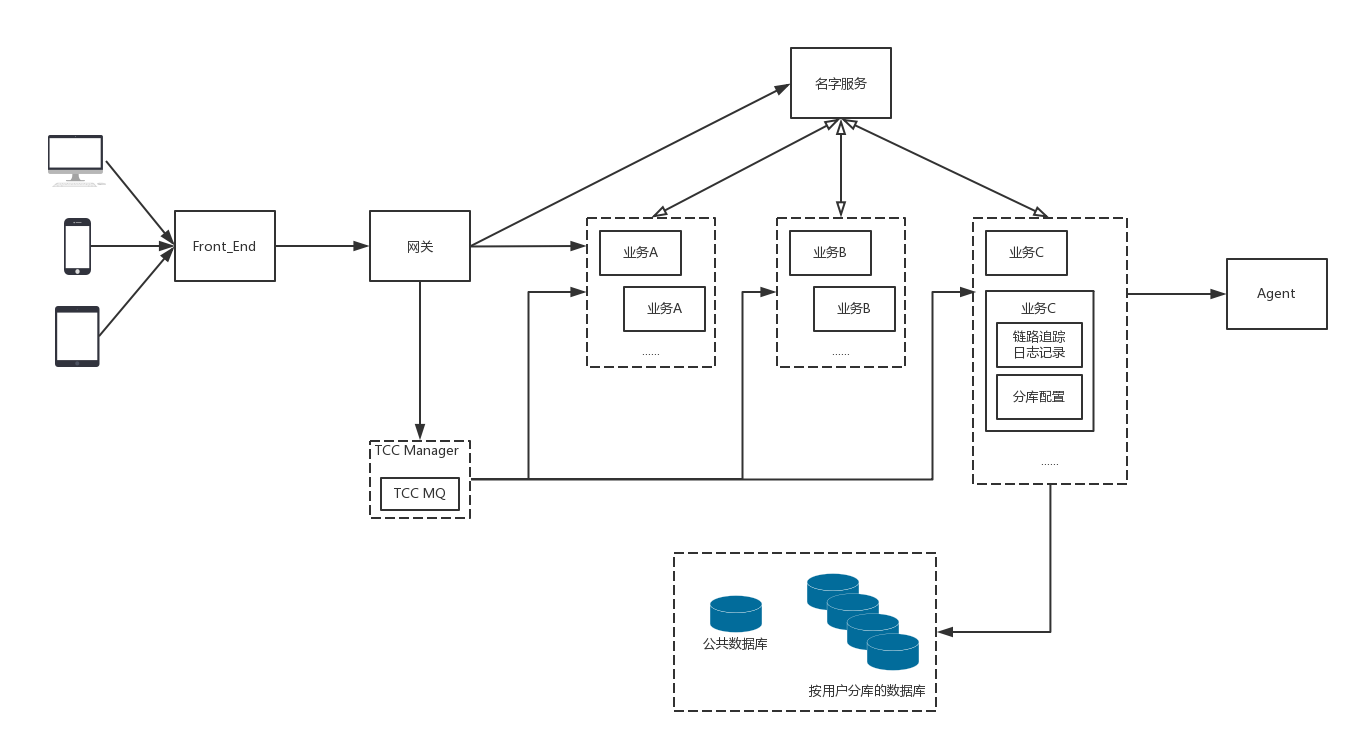 名字服务
Front_End
网关
业务A
业务A
......
业务B
业务B
......
业务C
业务C
链路追踪
日志记录
分库配置
......
Agent
TCC Manager
TCC MQ
公共数据库
按用户分库的数据库